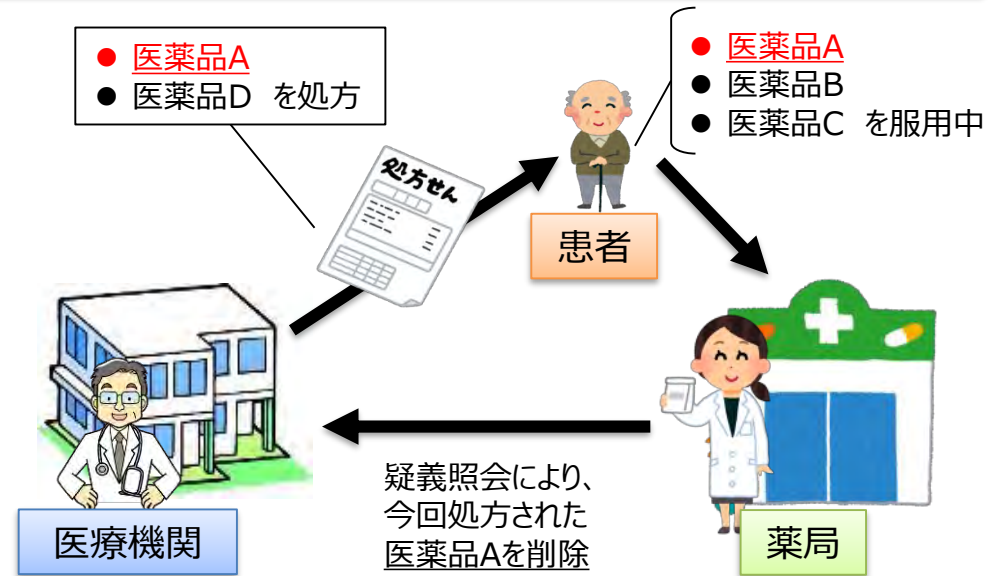 ● 医薬品A
● 医薬品D を処方
● 医薬品A
● 医薬品B
● 医薬品C を服用中
処方せん
患者
疑義照会により、
今回処方された
医薬品Aを削除
医療機関
薬局